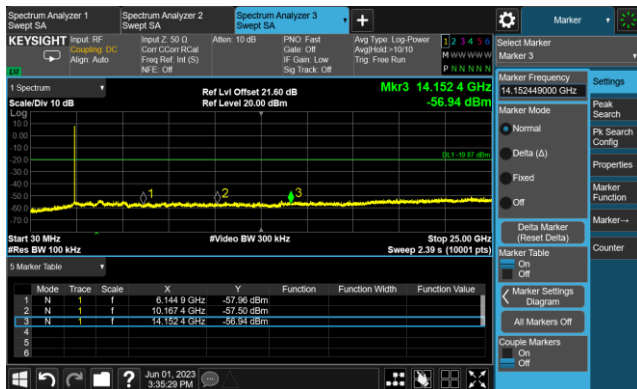 Spectrum Analyzer 1
Swept SA
Spectrum Analyzer 2
Swept SA
Spectrum Analyzer 3
Swept SA
Marker
KEYSIGHT
Input: RF
Coupling: DC
Align: Auto
Input Z: 50 Ω
Corr CCorr RCal
Freq Ref: Int (S)
NFE: Off
Atten: 10 dB
PNO: Fast
Gate: Off
IF Gain: Low
Sig Track: Off
Avg Type: Log-Power
Avg|Hold:>10/10
Trig: Free Run
1 2 3 4 5 6
M W W W W W
P N N N N N
LXI
Select Marker
Marker 3
1 Spectrum
Scale/Div 10 dB
Ref Lvl Offset 21.60 dB
Ref Level 20.00 dBm
Mkr3 14.152 4 GHz
-56.94 dBm
Log
10.0
0.00
-10.0
-20.0
-30.0
-40.0
-50.0
-60.0
-70.0
DL1 -19.67 dBm
1
2
3
Start 30 MHz
#Res BW 100 kHz
#Video BW 300 kHz
Stop 25.00 GHz
Sweep 2.39 s (10001 pts)
5 Marker Table
Mode Trace Scale X Y Function Function Width Function Value
1 N 1 f 6.144 9 GHz -57.96 dBm
2 N 1 f 10.167 4 GHz -57.50 dBm
3 N 1 f 14.152 4 GHz -56.94 dBm
4
5
6
Marker Frequency
14.152449000 GHz
Marker Mode
Normal
Delta (Δ)
Fixed
Off
Delta Marker
(Reset Delta)
Marker Table
On
Off
Marker Settings
Diagram
All Markers Off
Couple Markers
On
Off
Settings
Peak
Search
Pk Search
Config
Properties
Marker
Function
Marker→
Counter
?
Jun 01, 2023
3:35:29 PM